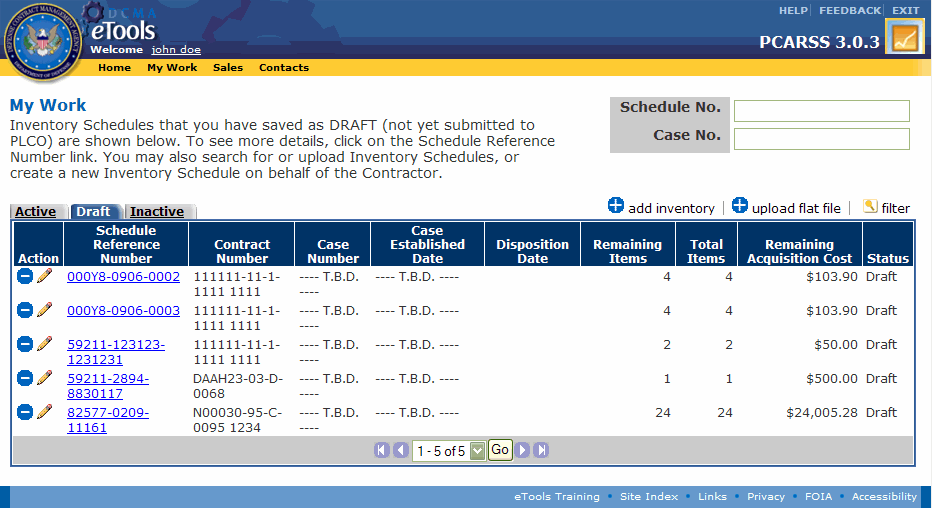 HELP FEEDBACK EXIT
DCMA
eTools
Welcome john doe
PCARSS 3.0.3
Home My Work Sales Contacts
My Work
Inventory Schedules that you have saved as DRAFT (not yet submitted to
PLCO) are shown below. To see more details, click on the Schedule Reference
Number link. You may also search for or upload Inventory Schedules, or
create a new Inventory Schedule on behalf of the Contractor.
Schedule No.
Case No.
Active Draft Inactive
add inventory | upload flat file | filter
Action Schedule Reference Number Contract Number Case Number Case Established Date Disposition Date Remaining Items Total Items Remaining Acquisition Cost Status
000Y8-0906-0002 111111-11-1- ---- T.B.D. ---- T.B.D. ---- 4 4 $103.90 Draft
1111 1111 ----
000Y8-0906-0003 111111-11-1- ---- T.B.D. ---- T.B.D. ---- 4 4 $103.90 Draft
1111 1111 ----
59211-123123- 111111-11-1- ---- T.B.D. ---- T.B.D. ---- 2 2 $50.00 Draft
1231231 1111 1111 ----
59211-2894- DAAH23-03-D- ---- T.B.D. ---- T.B.D. ---- 1 1 $500.00 Draft
8830117 0068 ----
82577-0209- N00030-95-C- ---- T.B.D. ---- T.B.D. ---- 24 24 $24,005.28 Draft
11161 0095 1234 ----
1 - 5 of 5 Go
eTools Training • Site Index • Links • Privacy • FOIA • Accessibility